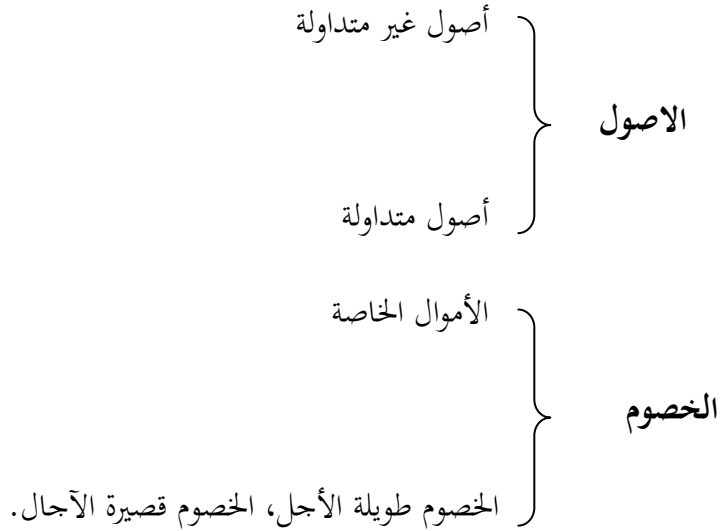 أصول غير متداولة
الاصول
أصول متداولة
الأموال الخاصة
الخصوم
الخصوم طويلة الأجل، الخصوم قصيرة الآجال.